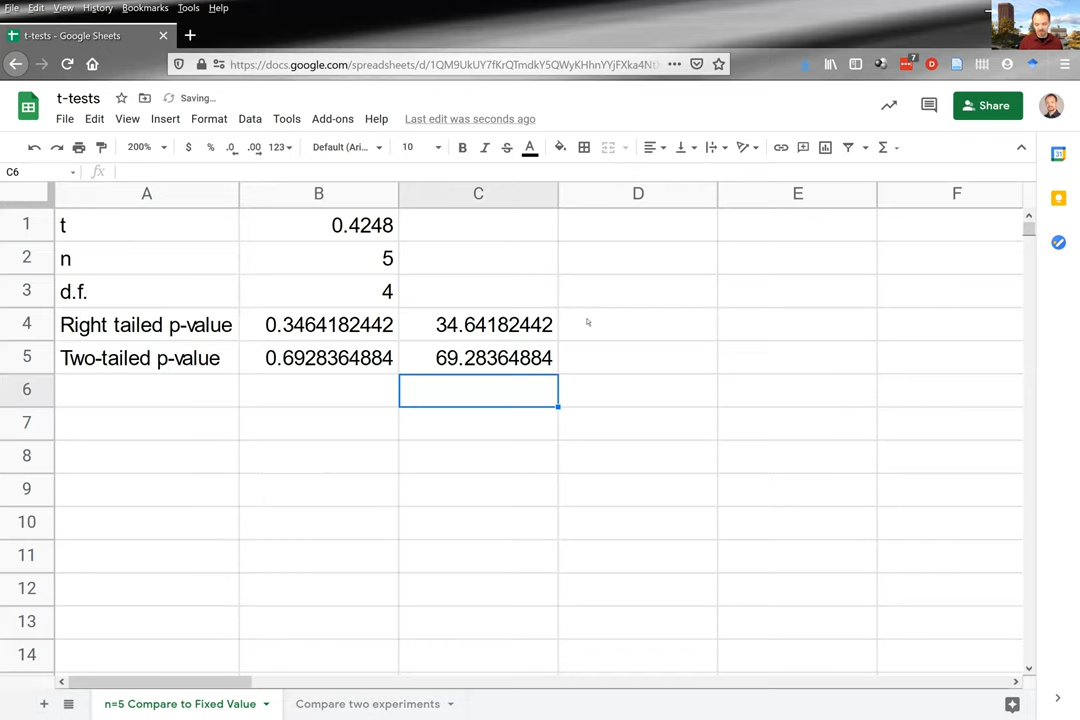 File Edit View History Bookmarks Tools Help
t-tests - Google Sheets
https://docs.google.com/spreadsheets/d/1QM9UkUY7fKrQTmdkY5QWyKHhnYYjFXka4Nt
7
t-tests
Saving...
File Edit View Insert Format Data Tools Add-ons Help Last edit was seconds ago
Share
200% $ % .0 .00 123 Default (Ari... 10 B I S A
C6 fx
A B C D E F
1 t 0.4248
2 n 5
3 d.f. 4
4 Right tailed p-value 0.3464182442 34.64182442
5 Two-tailed p-value 0.6928364884 69.28364884
6
7
8
9
10
11
12
13
14
n=5 Compare to Fixed Value Compare two experiments